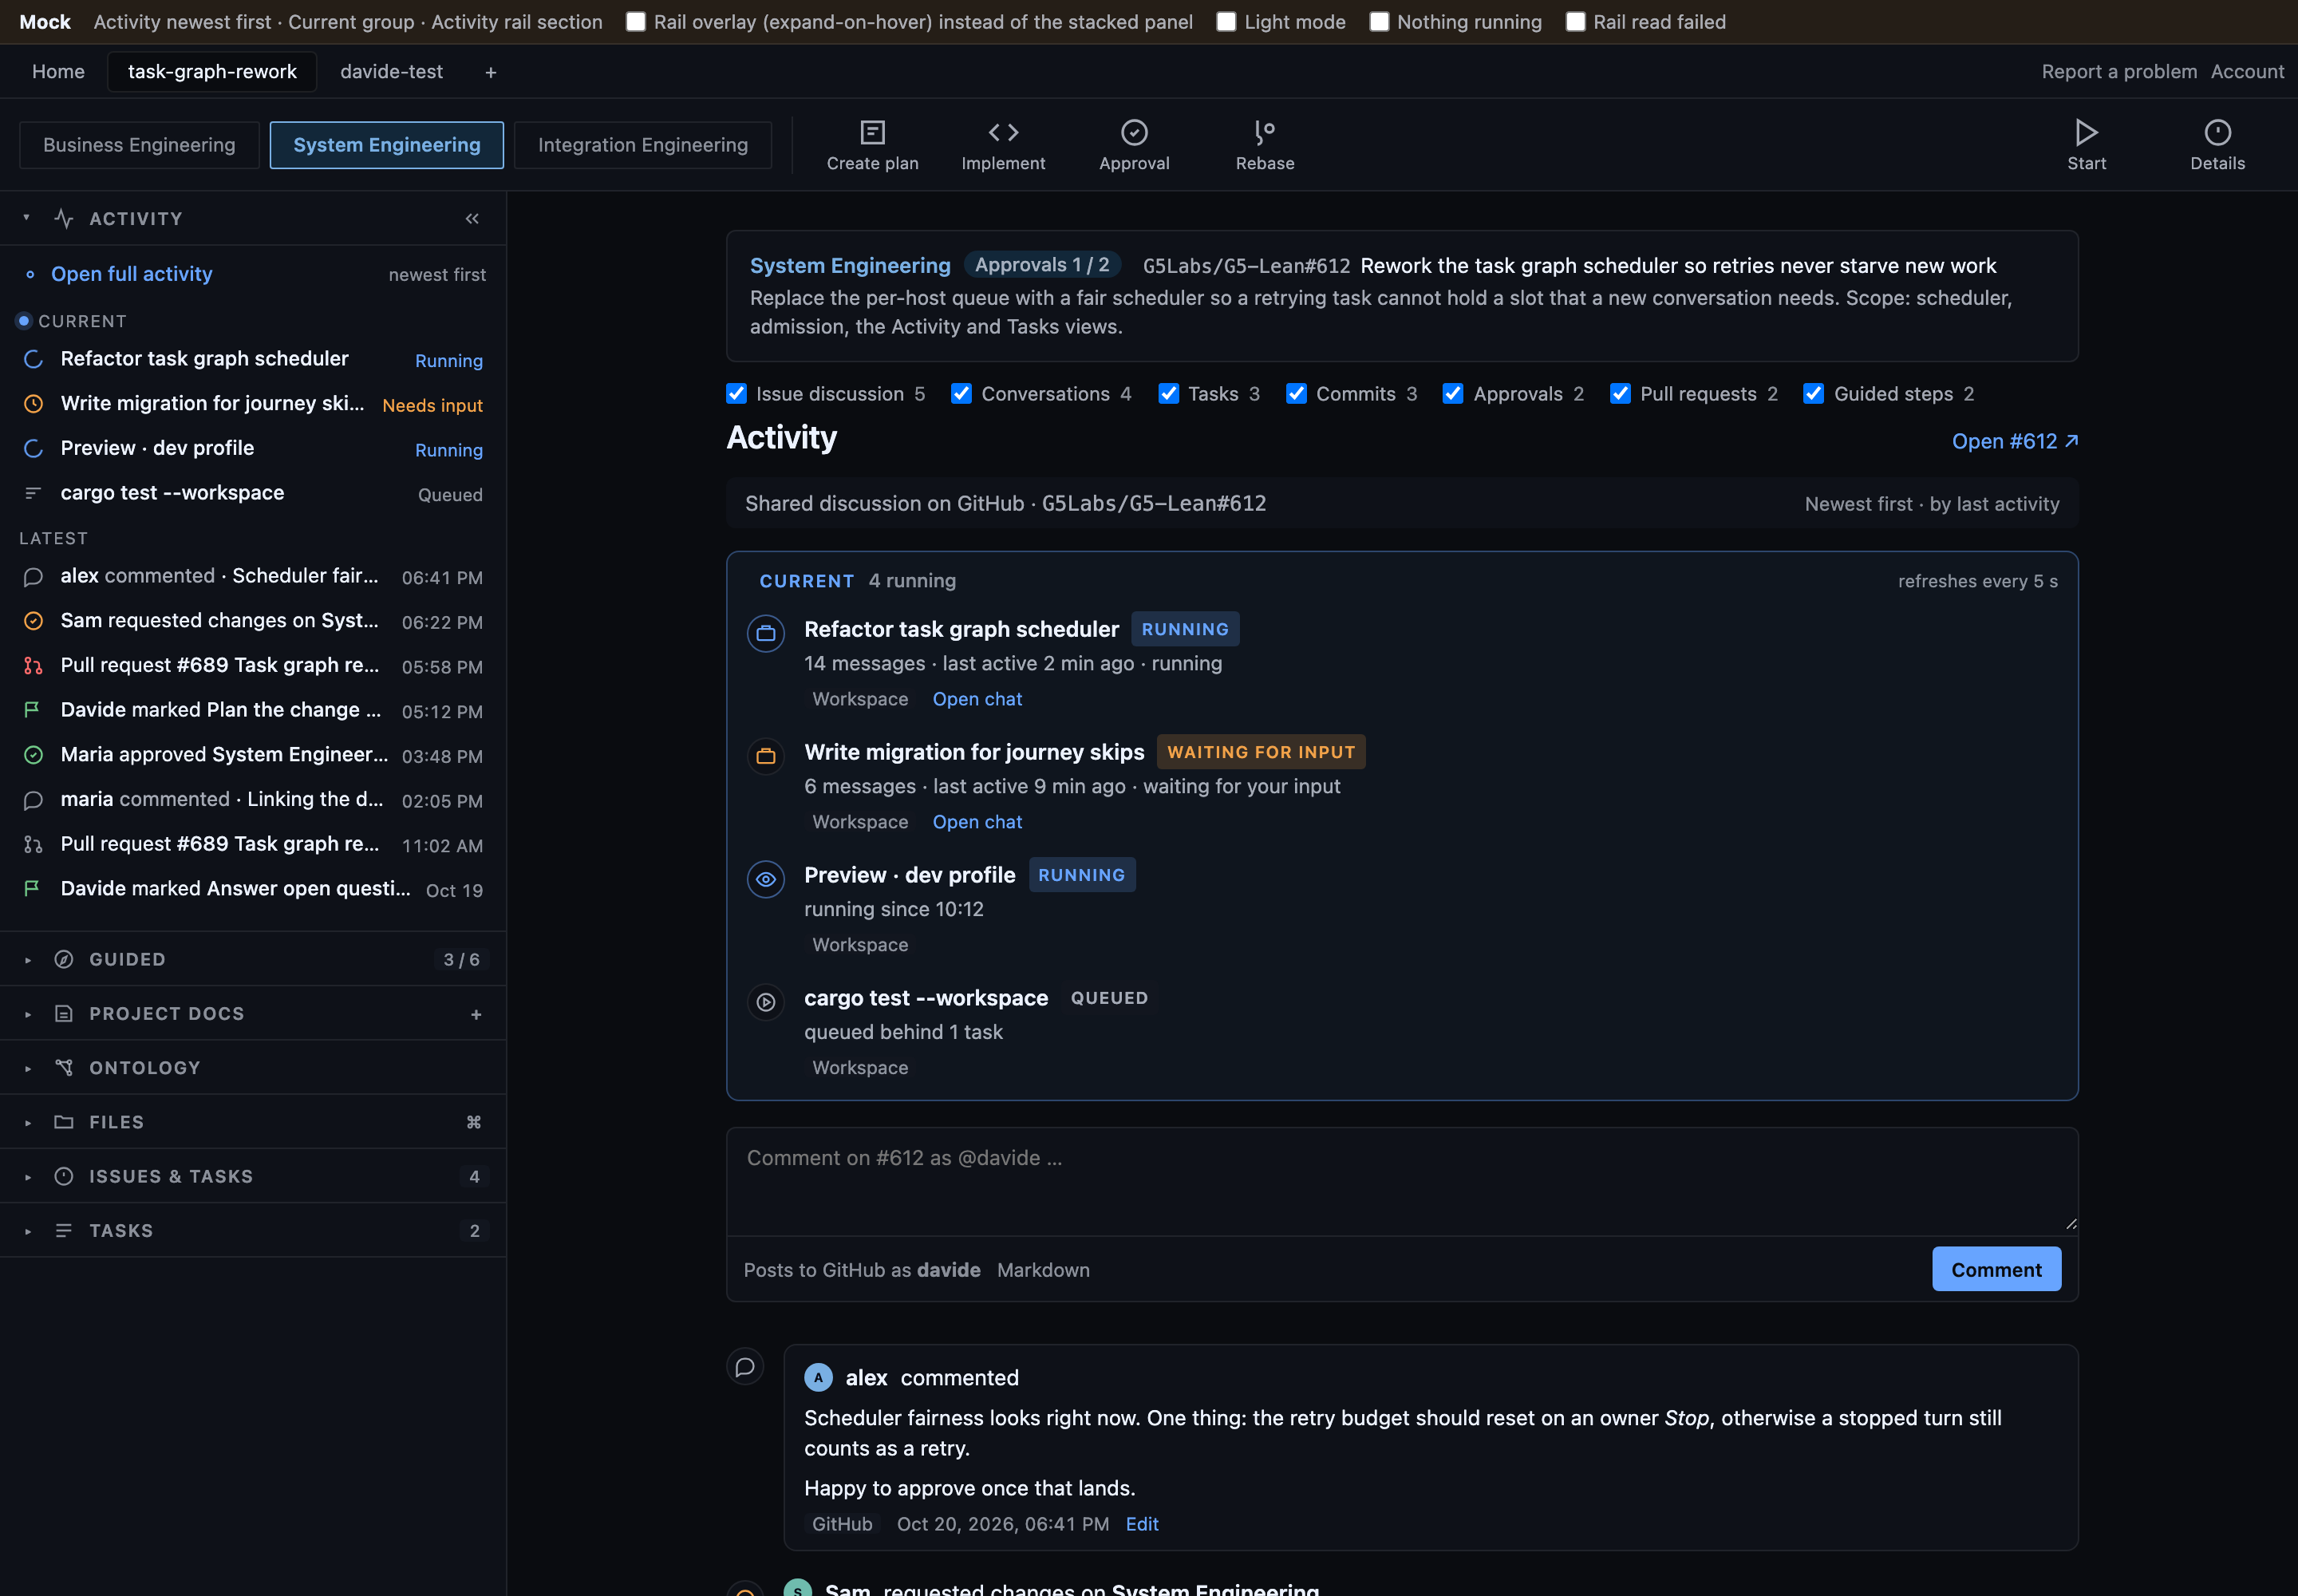 Mock Activity newest first · Current group · Activity rail section Rail overlay (expand-on-hover) instead of the stacked panel Light mode Nothing running Rail read failed
Home task-graph-rework davide-test + Report a problem Account
Business Engineering System Engineering Integration Engineering Create plan Implement Approval Rebase Start Details
ACTIVITY «
Open full activity newest first
CURRENT
Refactor task graph scheduler Running
Write migration for journey ski... Needs input
Preview · dev profile Running
cargo test --workspace Queued
LATEST
alex commented · Scheduler fair... 06:41 PM
Sam requested changes on Syst... 06:22 PM
Pull request #689 Task graph re... 05:58 PM
Davide marked Plan the change ... 05:12 PM
Maria approved System Engineer... 03:48 PM
maria commented · Linking the d... 02:05 PM
Pull request #689 Task graph re... 11:02 AM
Davide marked Answer open questi... Oct 19
GUIDED 3 / 6
PROJECT DOCS +
ONTOLOGY
FILES ⌘
ISSUES & TASKS 4
TASKS 2
System Engineering Approvals 1 / 2 G5Labs/G5-Lean#612 Rework the task graph scheduler so retries never starve new work
Replace the per-host queue with a fair scheduler so a retrying task cannot hold a slot that a new conversation needs. Scope: scheduler,
admission, the Activity and Tasks views.
Issue discussion 5 Conversations 4 Tasks 3 Commits 3 Approvals 2 Pull requests 2 Guided steps 2
Activity Open #612 ↗
Shared discussion on GitHub · G5Labs/G5-Lean#612 Newest first · by last activity
CURRENT 4 running refreshes every 5 s
Refactor task graph scheduler RUNNING
14 messages · last active 2 min ago · running
Workspace Open chat
Write migration for journey skips WAITING FOR INPUT
6 messages · last active 9 min ago · waiting for your input
Workspace Open chat
Preview · dev profile RUNNING
running since 10:12
Workspace
cargo test --workspace QUEUED
queued behind 1 task
Workspace
Comment on #612 as @davide ...
Posts to GitHub as davide Markdown Comment
A alex commented
Scheduler fairness looks right now. One thing: the retry budget should reset on an owner Stop, otherwise a stopped turn still
counts as a retry.
Happy to approve once that lands.
GitHub Oct 20, 2026, 06:41 PM Edit
S Sam requested changes on System Engineering